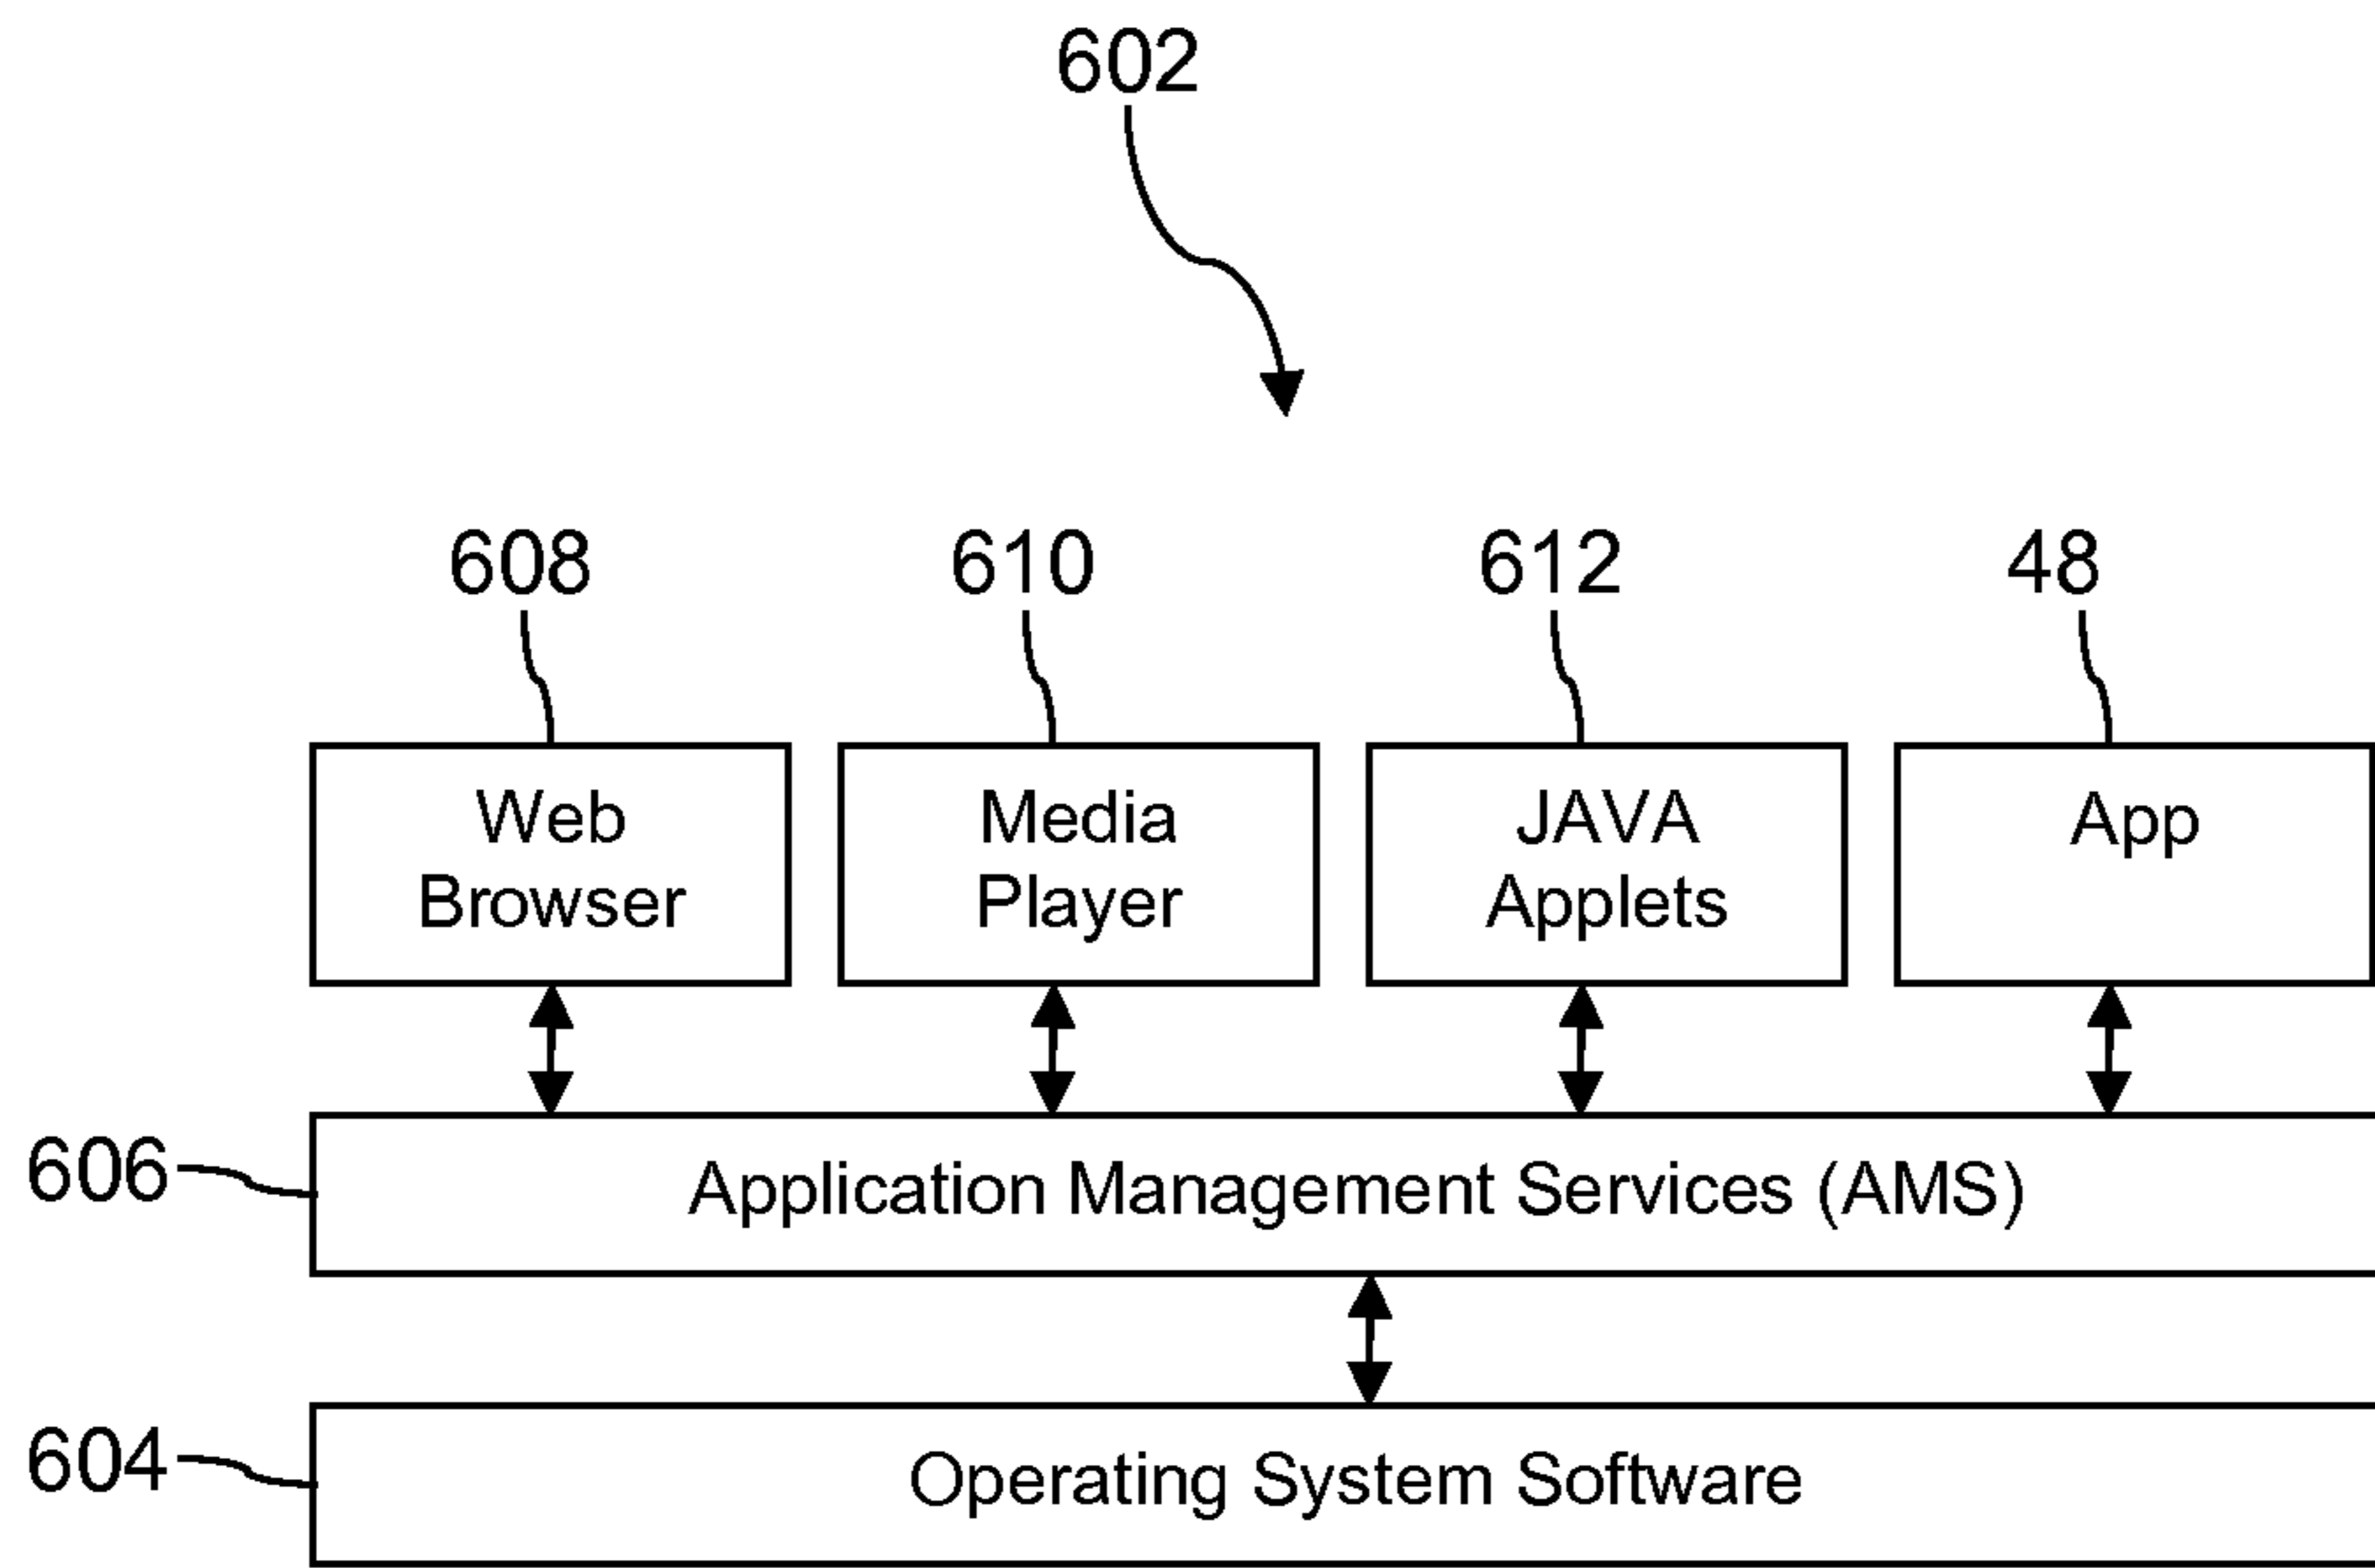 602
608
610
612
48
Web
Browser
Media
Player
JAVA
Applets
App
606
Application Management Services (AMS)
604
Operating System Software